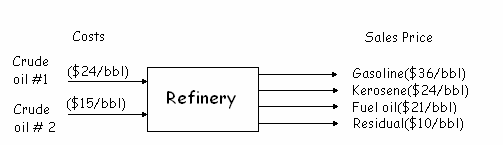 Costs
Sales Price
Crude
oil #1
($24/bbl)
Crude
oil # 2
($15/bbl)
Refinery
Gasoline($36/bbl)
Kerosene($24/bbl)
Fuel oil($21/bbl)
Residual($10/bbl)